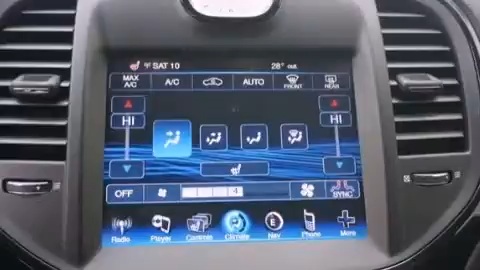 SAT 10 28° out
MAX A/C A/C AUTO FRONT REAR
HI HI
OFF 4 SYNC
Radio Player Controls Climate E Nav Phone More